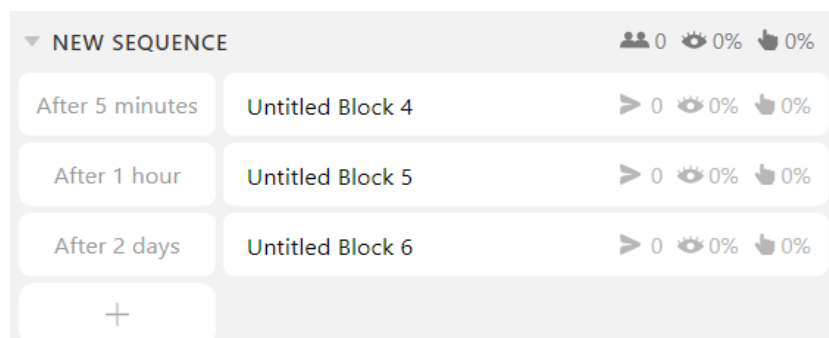 NEW SEQUENCE 0 0% 0%
After 5 minutes Untitled Block 4 0 0% 0%
After 1 hour Untitled Block 5 0 0% 0%
After 2 days Untitled Block 6 0 0% 0%
+